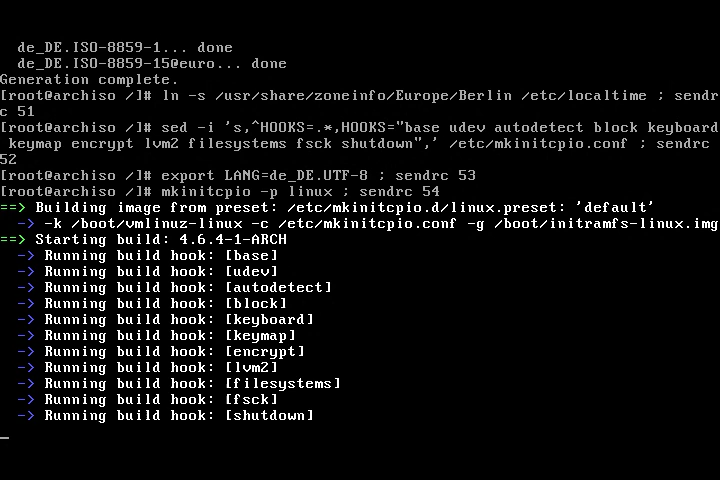 de_DE.ISO-8859-1... done
de_DE.ISO-8859-15@euro... done
Generation complete.
[root@archiso /]# ln -s /usr/share/zoneinfo/Europe/Berlin /etc/localtime ; sendr
c 51
[root@archiso /]# sed -i 's,^HOOKS=.*,HOOKS="base udev autodetect block keyboard
 keymap encrypt lvm2 filesystems fsck shutdown",' /etc/mkinitcpio.conf ; sendrc
52
[root@archiso /]# export LANG=de_DE.UTF-8 ; sendrc 53
[root@archiso /]# mkinitcpio -p linux ; sendrc 54
==> Building image from preset: /etc/mkinitcpio.d/linux.preset: 'default'
  -> -k /boot/vmlinuz-linux -c /etc/mkinitcpio.conf -g /boot/initramfs-linux.img
==> Starting build: 4.6.4-1-ARCH
  -> Running build hook: [base]
  -> Running build hook: [udev]
  -> Running build hook: [autodetect]
  -> Running build hook: [block]
  -> Running build hook: [keyboard]
  -> Running build hook: [keymap]
  -> Running build hook: [encrypt]
  -> Running build hook: [lvm2]
  -> Running build hook: [filesystems]
  -> Running build hook: [fsck]
  -> Running build hook: [shutdown]